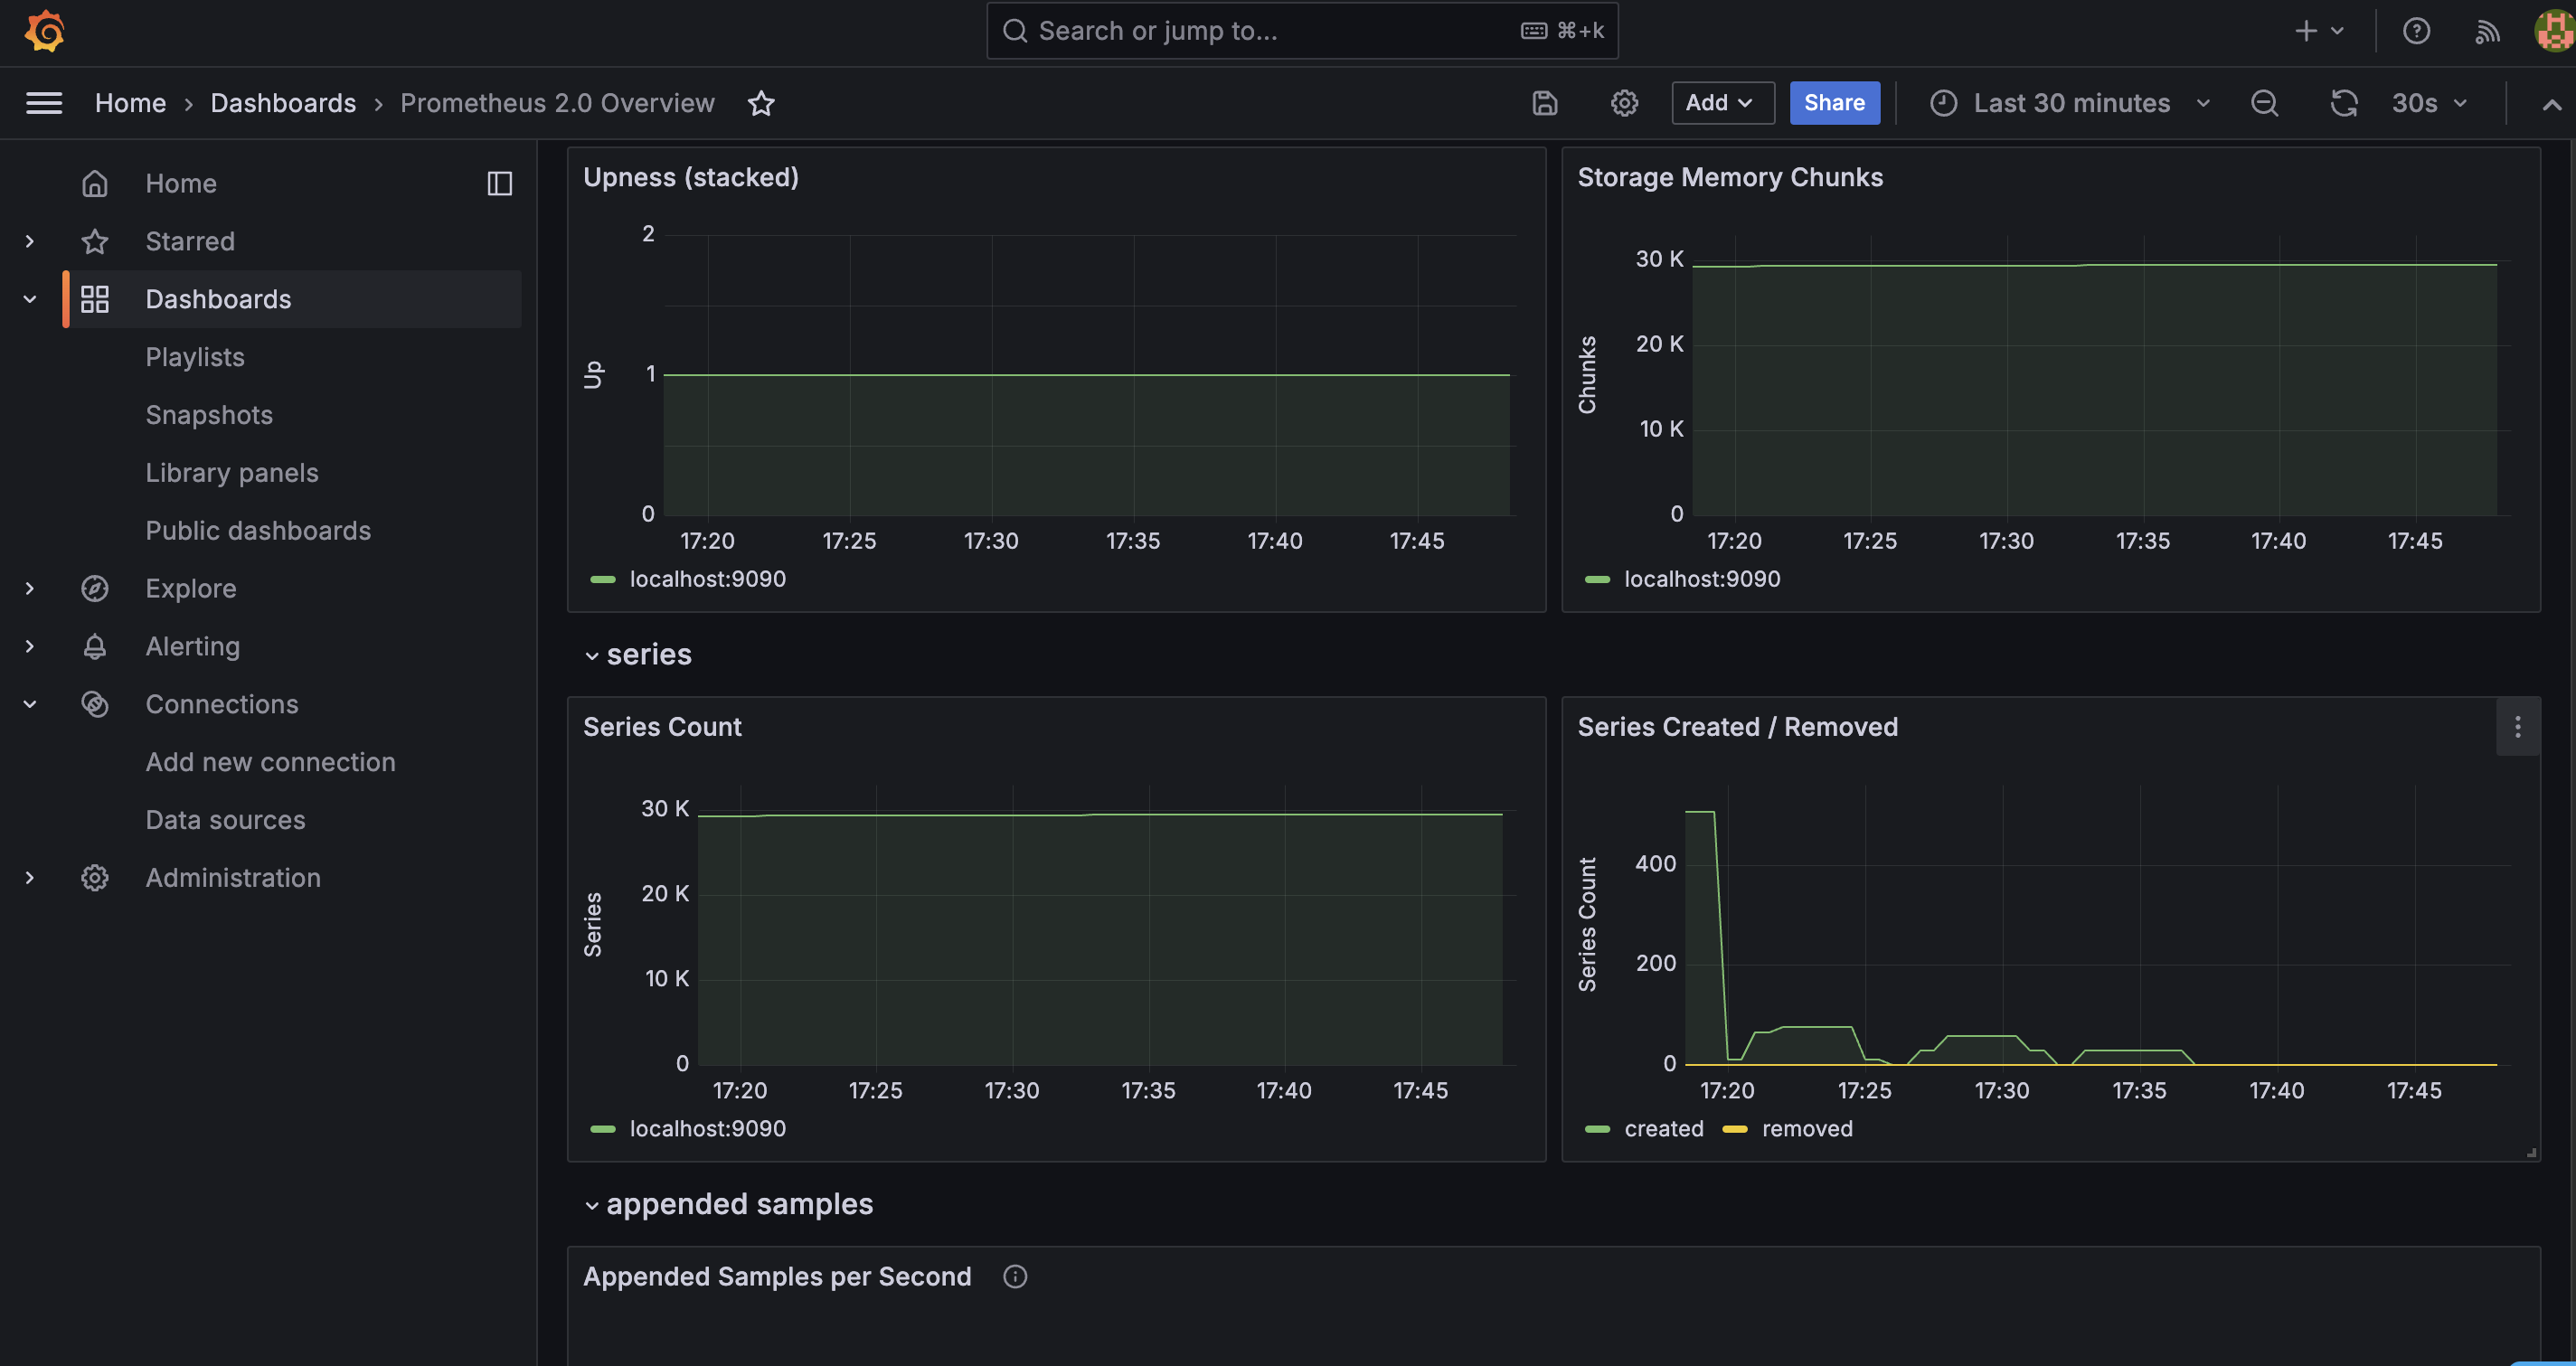 Search or jump to...
⌘+k
Home › Dashboards › Prometheus 2.0 Overview
Add
Share
Last 30 minutes
30s
Home
Starred
Dashboards
Playlists
Snapshots
Library panels
Public dashboards
Explore
Alerting
Connections
Add new connection
Data sources
Administration
Upness (stacked)
Up
2
1
0
17:20 17:25 17:30 17:35 17:40 17:45
localhost:9090
Storage Memory Chunks
Chunks
30 K
20 K
10 K
0
17:20 17:25 17:30 17:35 17:40 17:45
localhost:9090
series
Series Count
Series
30 K
20 K
10 K
0
17:20 17:25 17:30 17:35 17:40 17:45
localhost:9090
Series Created / Removed
Series Count
400
200
0
17:20 17:25 17:30 17:35 17:40 17:45
created removed
appended samples
Appended Samples per Second